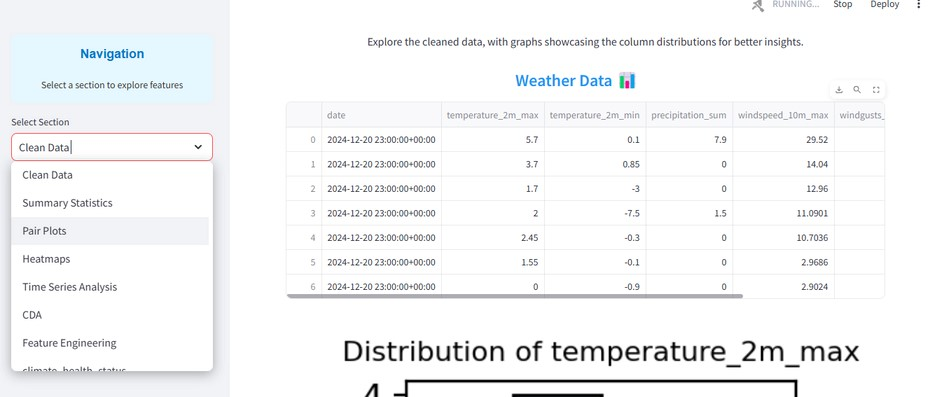 RUNNING...
Stop
Deploy
Navigation
Select a section to explore features
Select Section
Clean Data
Clean Data
Summary Statistics
Pair Plots
Heatmaps
Time Series Analysis
CDA
Feature Engineering
climate_health_status
Explore the cleaned data, with graphs showcasing the column distributions for better insights.
Weather Data
date temperature_2m_max temperature_2m_min precipitation_sum windspeed_10m_max windgusts_
0 2024-12-20 23:00:00+00:00 5.7 0.1 7.9 29.52
1 2024-12-20 23:00:00+00:00 3.7 0.85 0 14.04
2 2024-12-20 23:00:00+00:00 1.7 -3 0 12.96
3 2024-12-20 23:00:00+00:00 2 -7.5 1.5 11.0901
4 2024-12-20 23:00:00+00:00 2.45 -0.3 0 10.7036
5 2024-12-20 23:00:00+00:00 1.55 -0.1 0 2.9686
6 2024-12-20 23:00:00+00:00 0 -0.9 0 2.9024
Distribution of temperature_2m_max
4